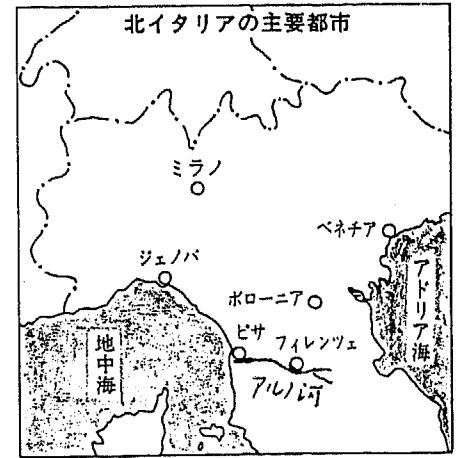 北イタリアの主要都市
ミラノ
ベネチア
ジェノバ
アドリア海
ボローニア
地中海
ピサ
フィレンツェ
アルノ河